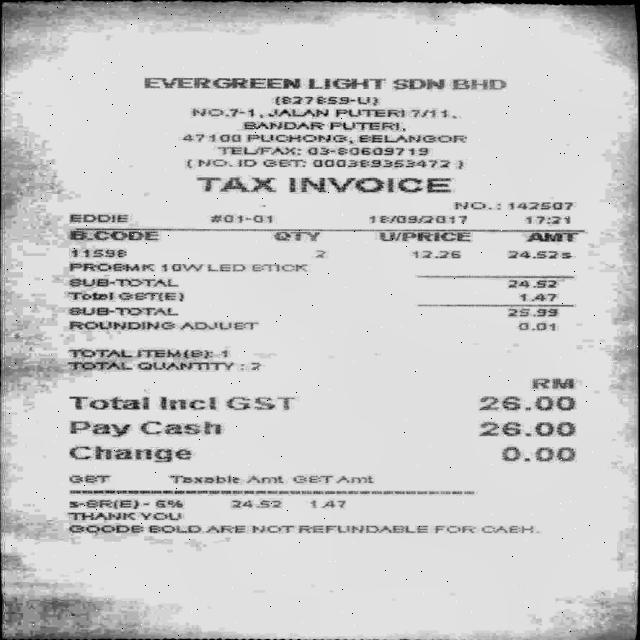 EVERGREEN LIGHT SDN BHD
(827859-U)
NO.7-1, JALAN PUTERI 7/11,
BANDAR PUTERI,
47100 PUCHONG, SELANGOR
TEL/FAX: 03-80609719
( NO. ID GST: 000389353472 )
TAX INVOICE
NO. : 142507
EDDIE #01-01 18/09/2017 17:21
B.CODE QTY U/PRICE AMT
11598 2 12.26 24.52 s
PROEMK 10W LED STICK
SUB-TOTAL 24.52
Total GST(E) 1.47
SUB-TOTAL 25.99
ROUNDING ADJUST 0.01
TOTAL ITEM(S): 1
TOTAL QUANTITY : 2
RM
Total Incl GST 26.00
Pay Cash 26.00
Change 0.00
GST Taxable Amt GST Amt
s-SR(E) - 6% 24.52 1.47
THANK YOU
GOODS SOLD ARE NOT REFUNDABLE FOR CASH.